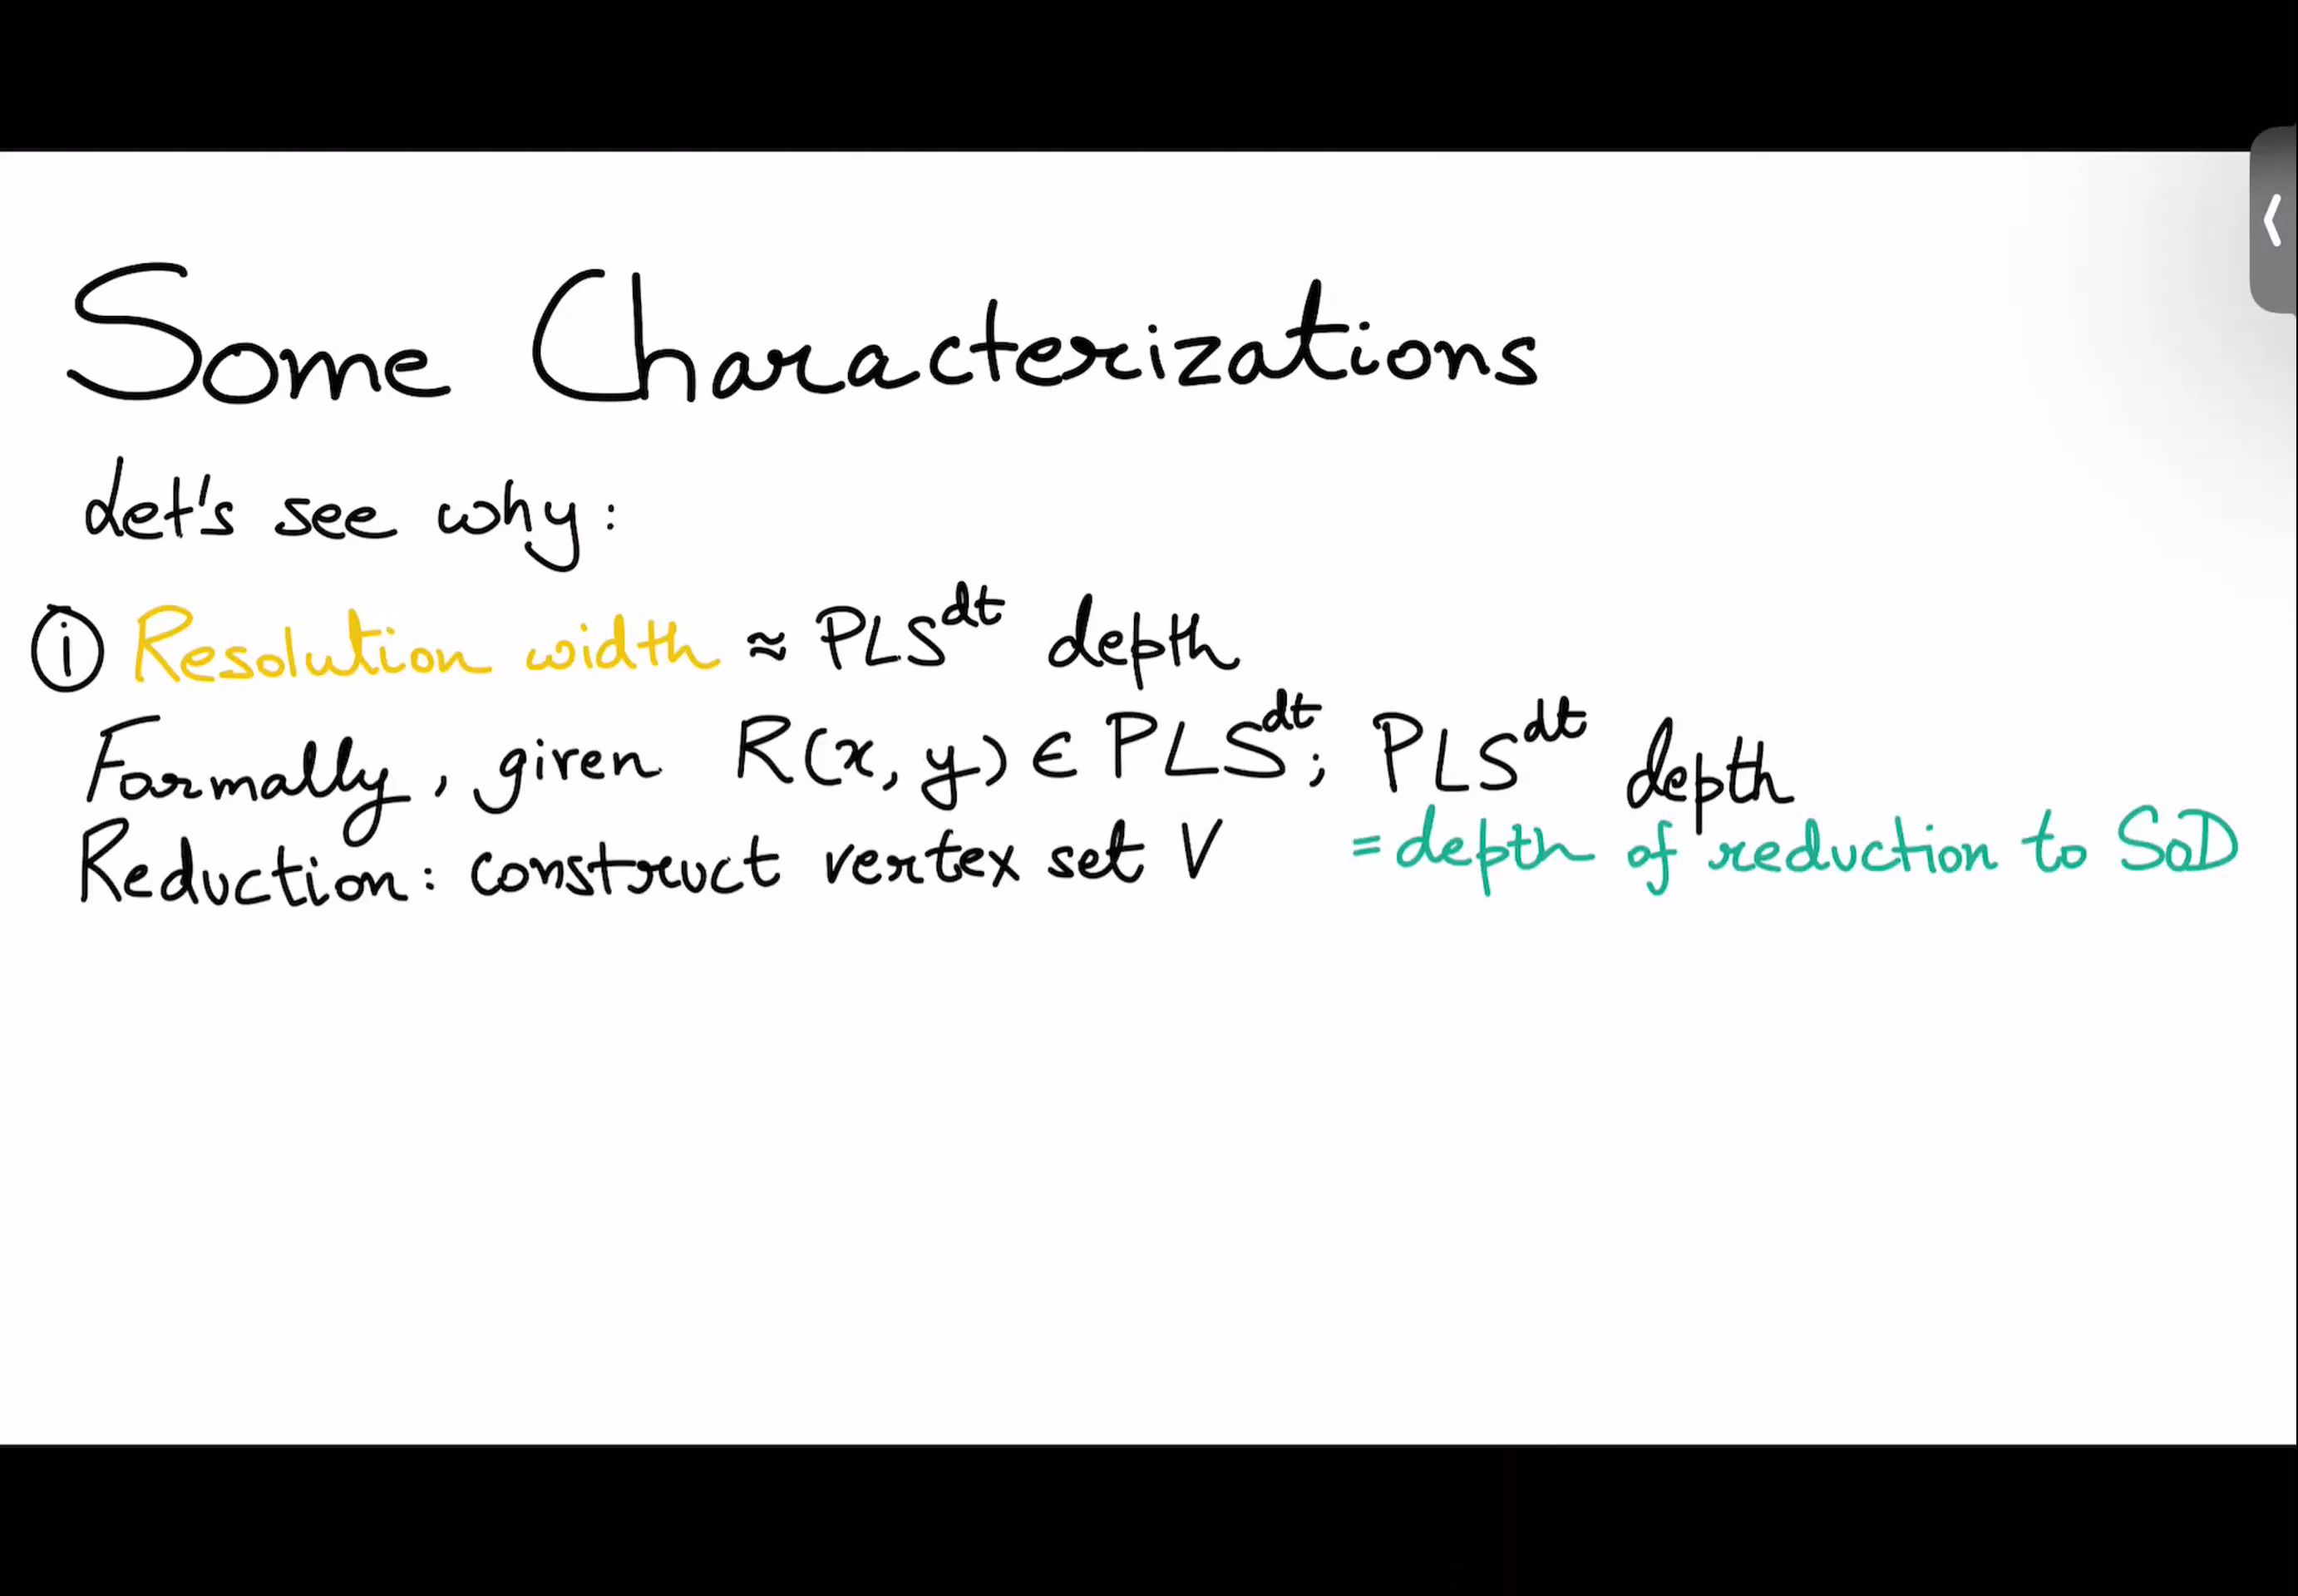 Some Characterizations
Let's see why:
① Resolution width ≈ PLS^dt depth
Formally, given R(x, y) ∈ PLS^dt; PLS^dt depth
Reduction: construct vertex set V = depth of reduction to SoD